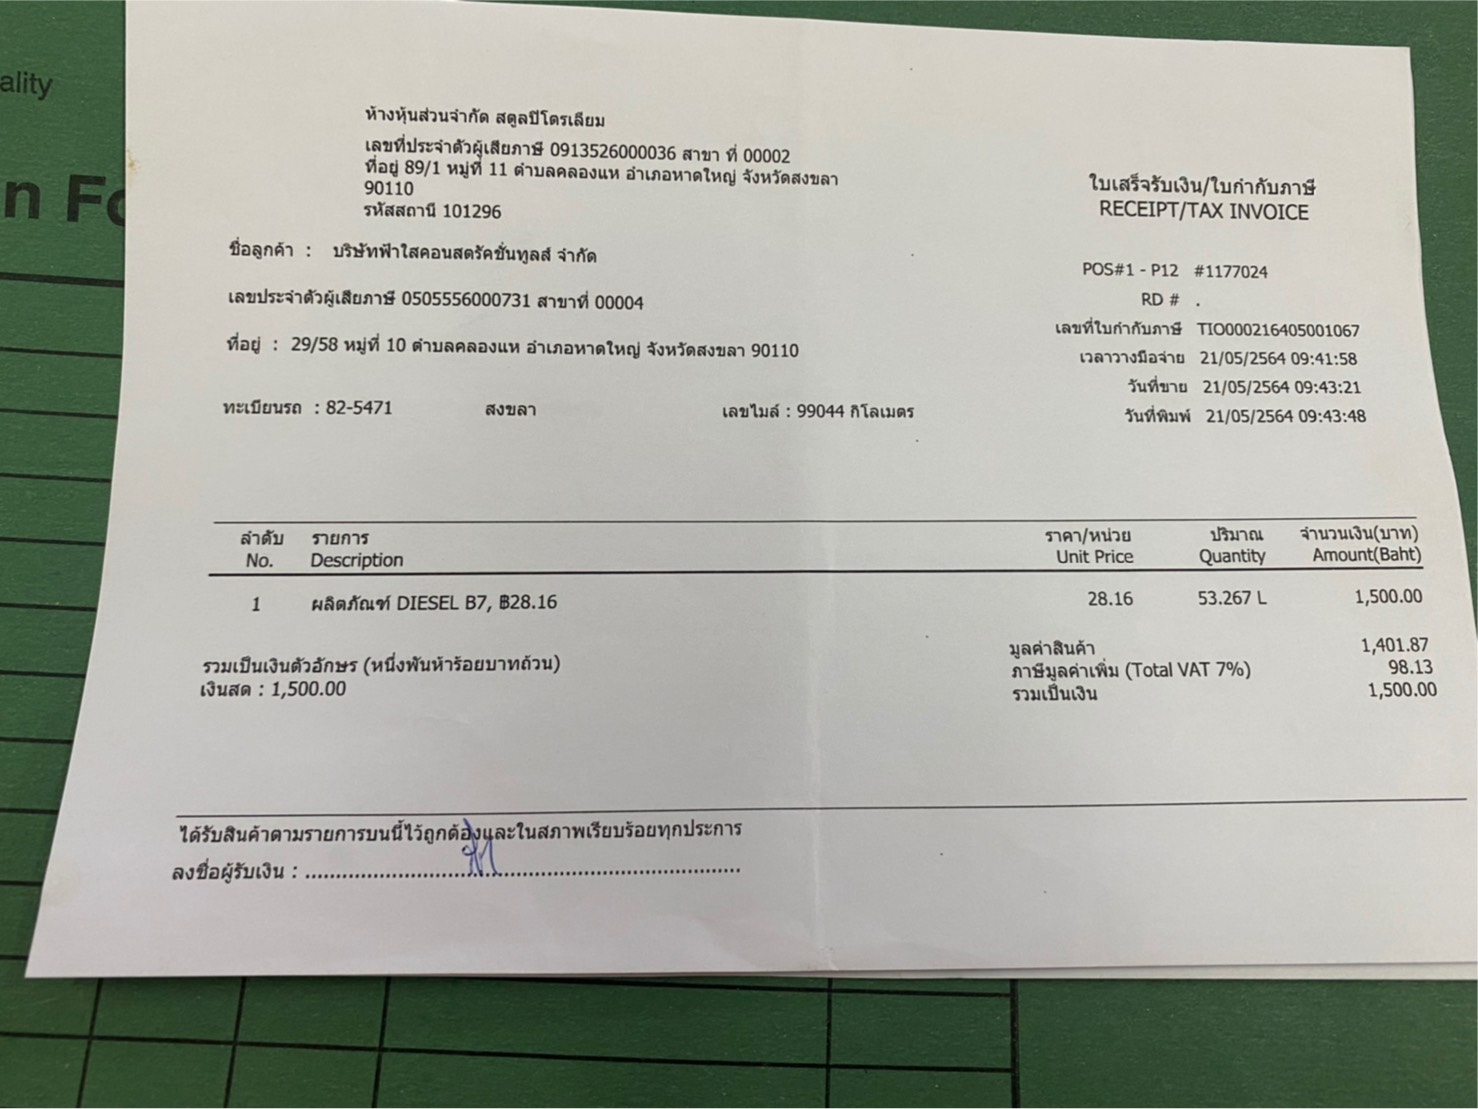 ality
n Fo
ห้างหุ้นส่วนจำกัด สตูลปิโตรเลียม
เลขที่ประจำตัวผู้เสียภาษี 0913526000036 สาขา ที่ 00002
ที่อยู่ 89/1 หมู่ที่ 11 ตำบลคลองแห อำเภอหาดใหญ่ จังหวัดสงขลา
90110
รหัสสถานี 101296
ใบเสร็จรับเงิน/ใบกำกับภาษี
RECEIPT/TAX INVOICE
ชื่อลูกค้า : บริษัทฟ้าใสคอนสตรัคชั่นทูลส์ จำกัด
เลขประจำตัวผู้เสียภาษี 0505556000731 สาขาที่ 00004
ที่อยู่ : 29/58 หมู่ที่ 10 ตำบลคลองแห อำเภอหาดใหญ่ จังหวัดสงขลา 90110
ทะเบียนรถ : 82-5471 สงขลา เลขไมล์ : 99044 กิโลเมตร
POS#1 - P12 #1177024
RD # .
เลขที่ใบกำกับภาษี TIO000216405001067
เวลาวางมือจ่าย 21/05/2564 09:41:58
วันที่ขาย 21/05/2564 09:43:21
วันที่พิมพ์ 21/05/2564 09:43:48
ลำดับ รายการ ราคา/หน่วย ปริมาณ จำนวนเงิน(บาท)
No. Description Unit Price Quantity Amount(Baht)
1 ผลิตภัณฑ์ DIESEL B7, ฿28.16 28.16 53.267 L 1,500.00
มูลค่าสินค้า 1,401.87
ภาษีมูลค่าเพิ่ม (Total VAT 7%) 98.13
รวมเป็นเงิน 1,500.00
รวมเป็นเงินตัวอักษร (หนึ่งพันห้าร้อยบาทถ้วน)
เงินสด : 1,500.00
ได้รับสินค้าตามรายการบนนี้ไว้ถูกต้องและในสภาพเรียบร้อยทุกประการ
ลงชื่อผู้รับเงิน : ........................................................................